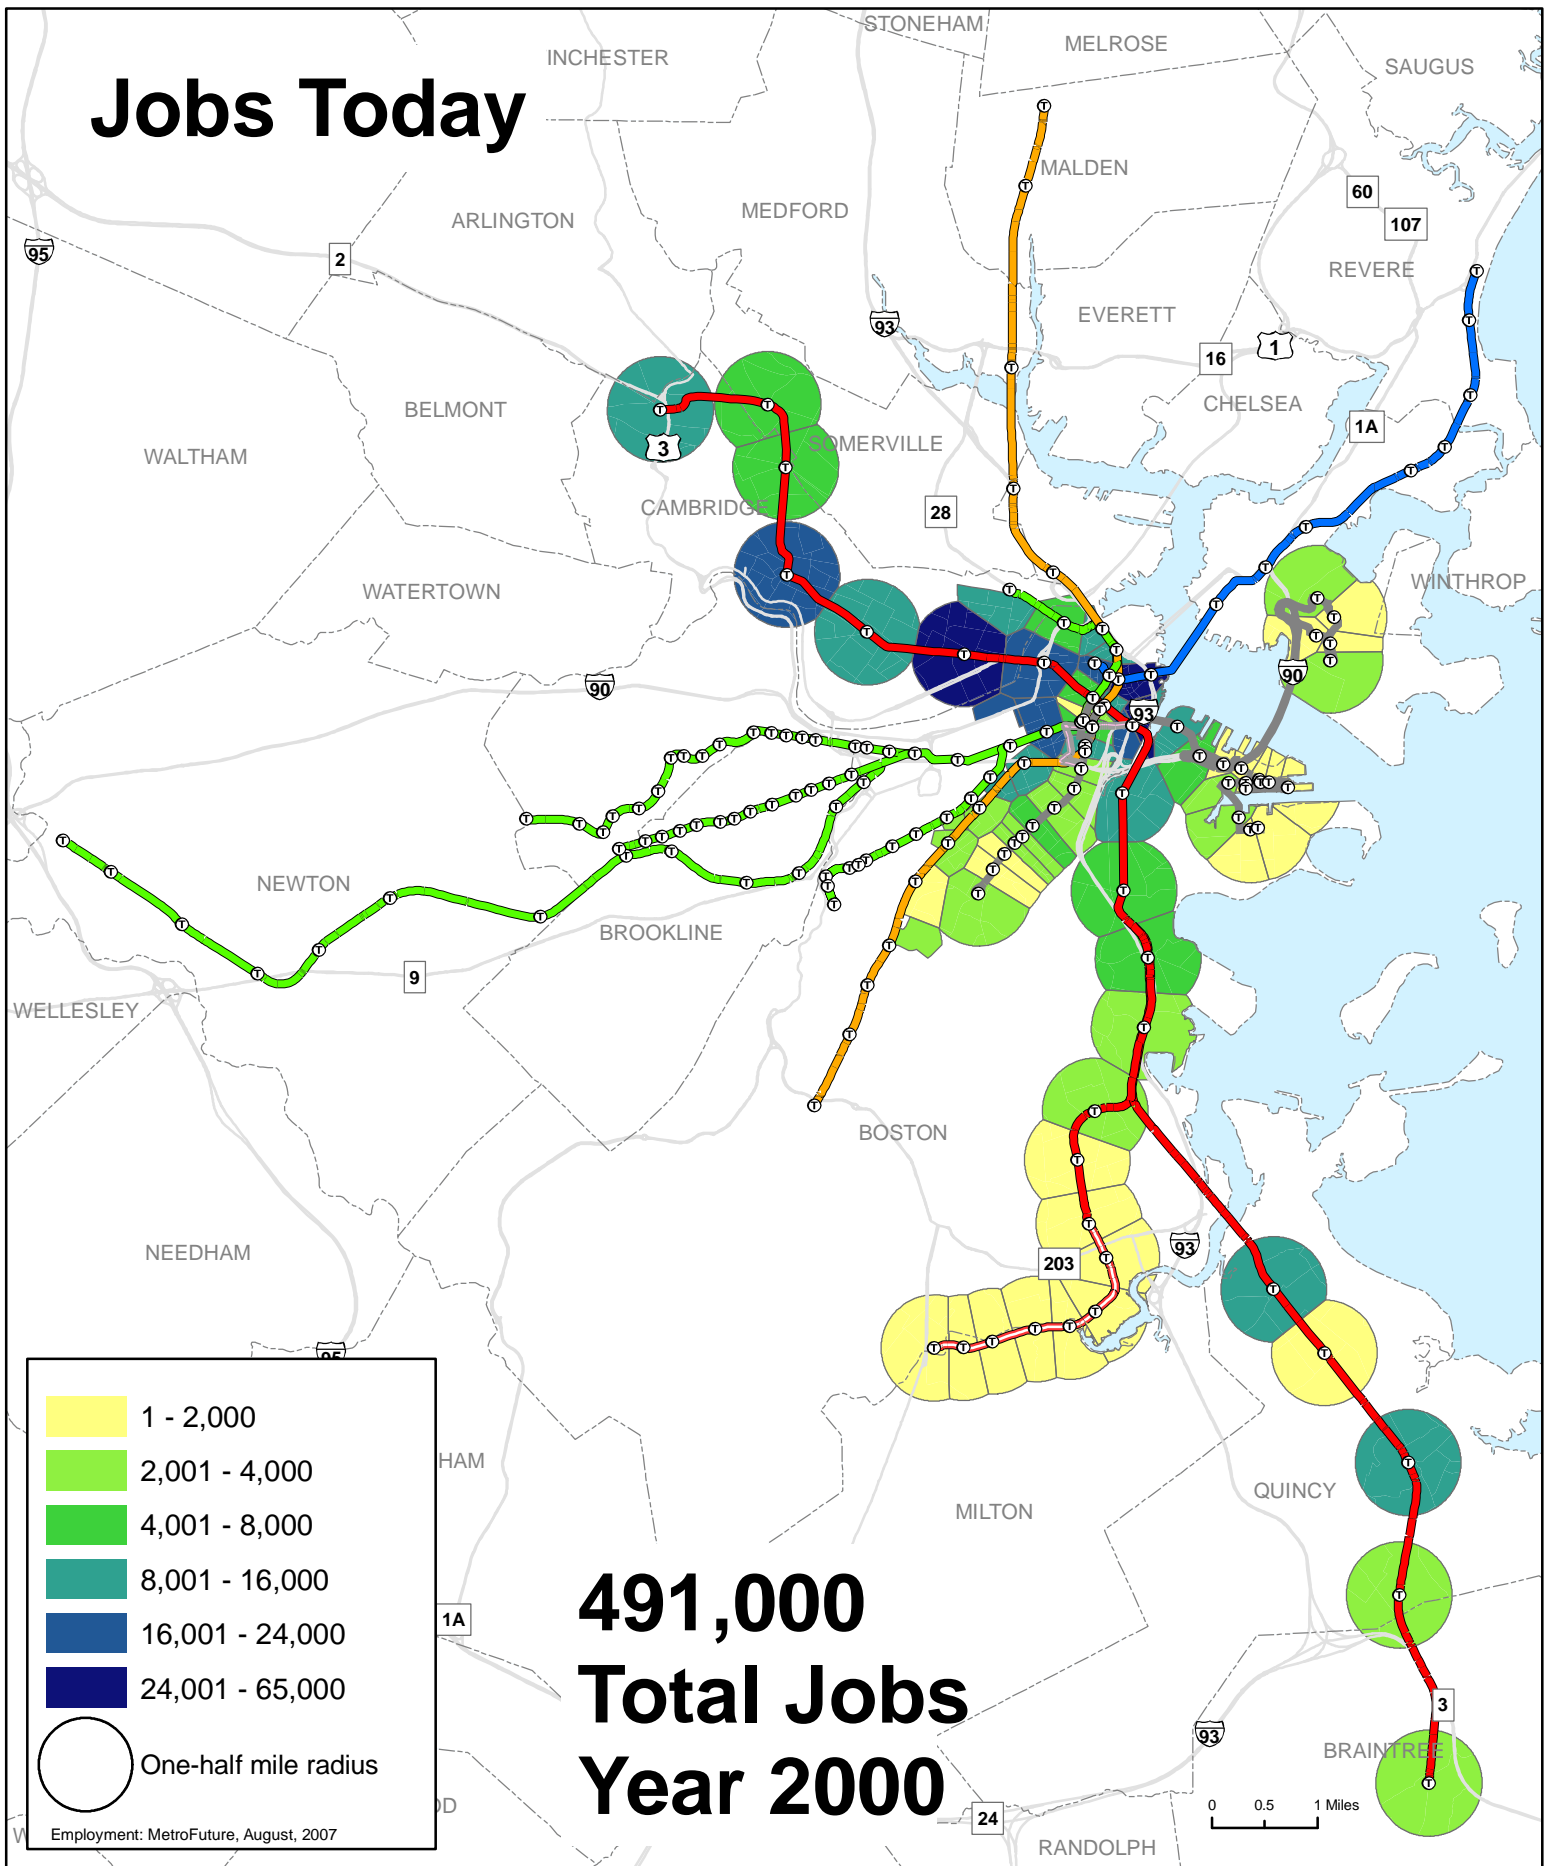 Jobs Today
STONEHAM
MELROSE
INCHESTER
SAUGUS
MALDEN
60
107
ARLINGTON
MEDFORD
95
2
REVERE
93
EVERETT
16
1
BELMONT
CHELSEA
1A
3
SOMERVILLE
WALTHAM
CAMBRIDGE
28
WATERTOWN
WINTHROP
90
90
93
NEWTON
BROOKLINE
9
WELLESLEY
BOSTON
NEEDHAM
203
93
95
1 - 2,000
2,001 - 4,000
4,001 - 8,000
8,001 - 16,000
16,001 - 24,000
24,001 - 65,000
One-half mile radius
Employment: MetroFuture, August, 2007
HAM
QUINCY
MILTON
1A
491,000
Total Jobs
Year 2000
3
93
BRAINTREE
OD
W
24
0 0.5 1 Miles
RANDOLPH